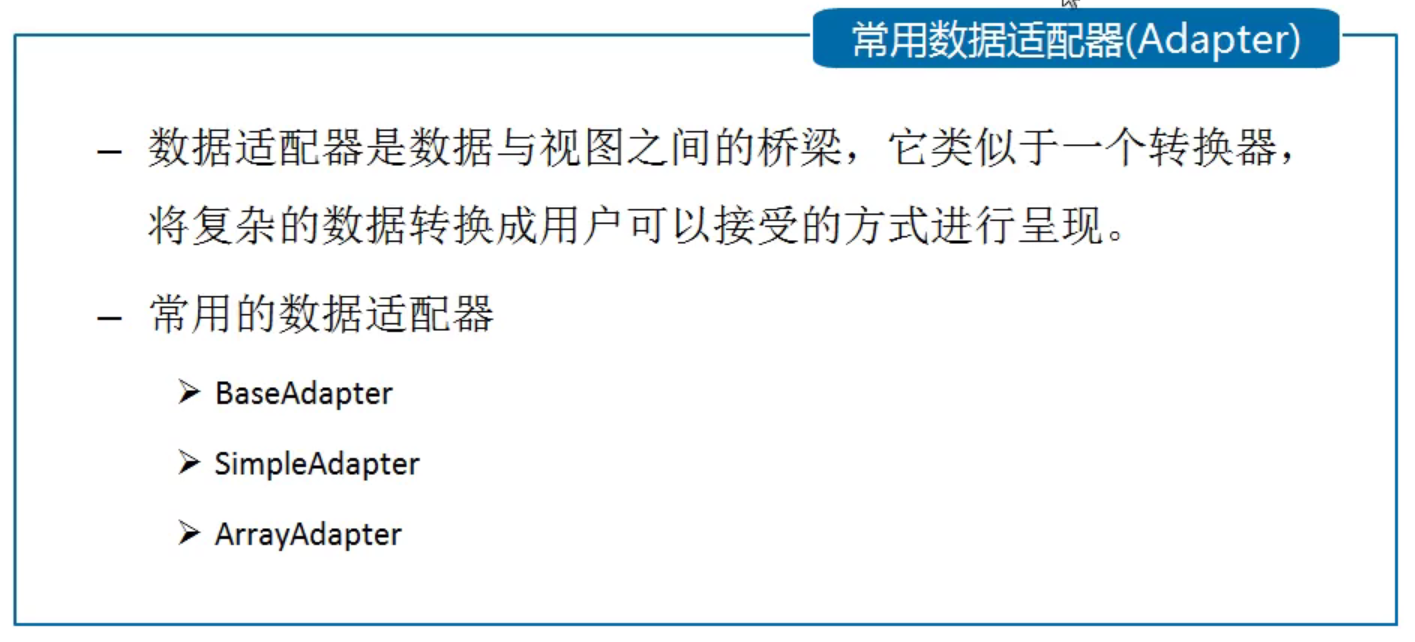 常用数据适配器(Adapter)
– 数据适配器是数据与视图之间的桥梁，它类似于一个转换器，
将复杂的数据转换成用户可以接受的方式进行呈现。
– 常用的数据适配器
➢ BaseAdapter
➢ SimpleAdapter
➢ ArrayAdapter